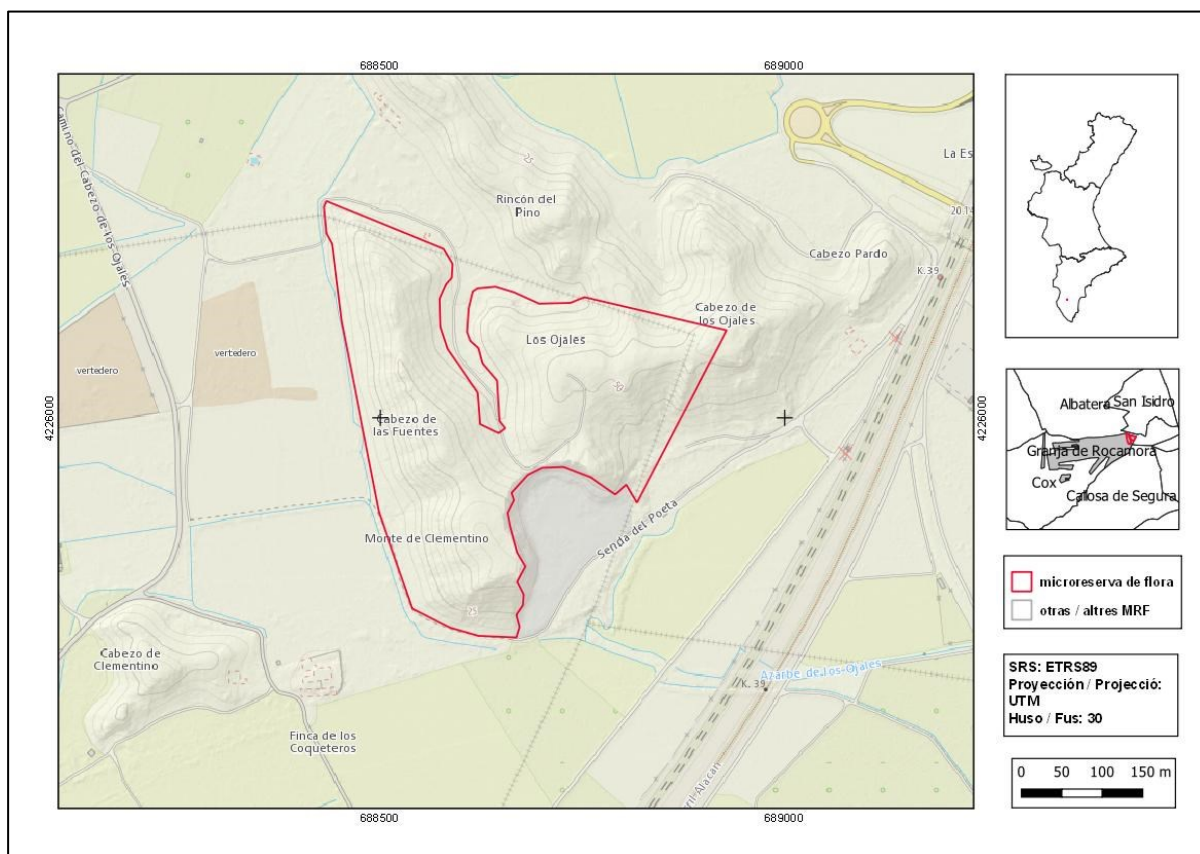 688500
689000
4226000
4226000
Camino del Cabezo de los Ojales
Rincón del
Pino
Cabezo Pardo
La Es
K.39
Cabezo de
los Ojales
Los Ojales
vertedero
vertedero
Cabezo de
las Fuentes
Monte de Clementino
Senda del Poeta
25
50
25
Cabezo de
Clementino
Azarbe de los Ojales
K. 39
Finca de los
Coqueteros
688500
689000
Albatera
San Isidro
Granja de Rocamora
Cox
Callosa de Segura
microreserva de flora
otras / altres MRF
SRS: ETRS89
Proyección / Projecció:
UTM
Huso / Fus: 30
0 50 100 150 m